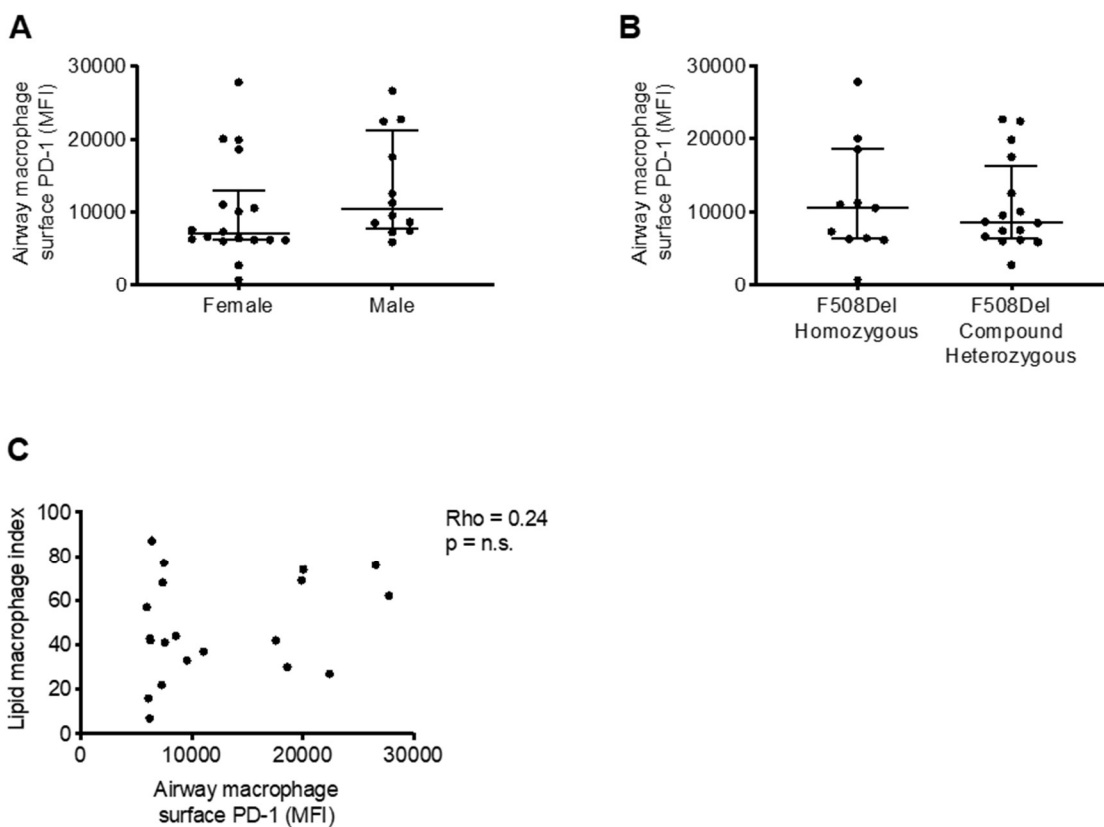 A
Airway macrophage
surface PD-1 (MFI)
30000
20000
10000
0
Female
Male
B
Airway macrophage
surface PD-1 (MFI)
30000
20000
10000
0
F508Del
Homozygous
F508Del
Compound
Heterozygous
C
Lipid macrophage index
100
80
60
40
20
0
0
10000
20000
30000
Airway macrophage
surface PD-1 (MFI)
Rho = 0.24
p = n.s.